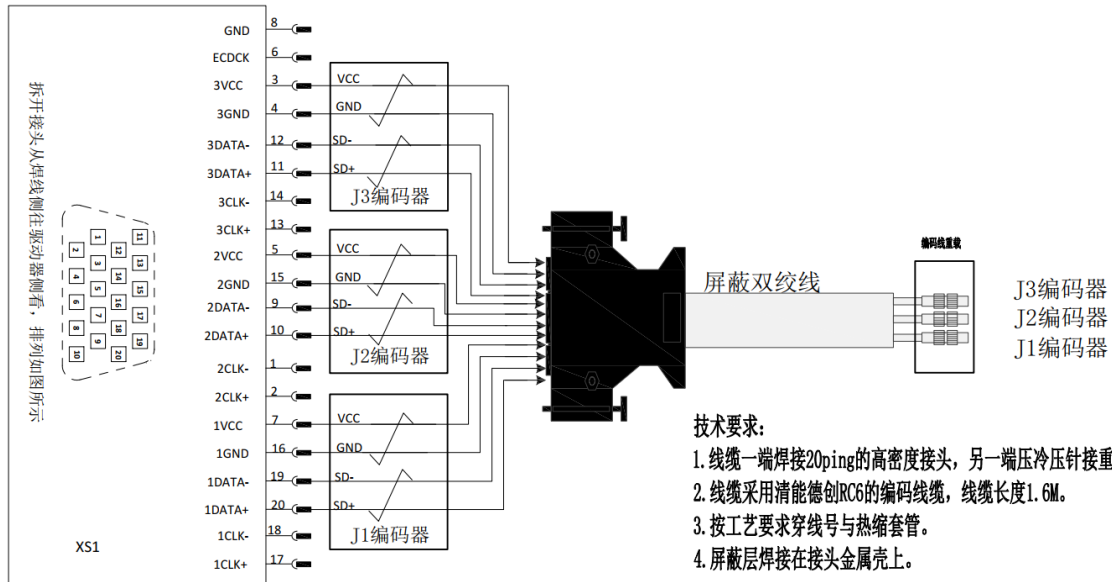 GND 8
ECDCK 6
3VCC 3
3GND 4
3DATA- 12
3DATA+ 11
3CLK- 14
3CLK+ 13
2VCC 5
2GND 15
2DATA- 9
2DATA+ 10
2CLK- 1
2CLK+ 2
1VCC 7
1GND 16
1DATA- 19
1DATA+ 20
1CLK- 18
1CLK+ 17
XS1
拆开接头从焊线侧往驱动器侧看，排列如图所示
1
2
3
4
5
6
7
8
9
10
11
12
13
14
15
16
17
18
19
20
VCC
GND
SD-
SD+
J3编码器
VCC
GND
SD-
SD+
J2编码器
VCC
GND
SD-
SD+
J1编码器
屏蔽双绞线
编码线重载
J3编码器
J2编码器
J1编码器
技术要求:
1.线缆一端焊接20ping的高密度接头，另一端压冷压针接重
2.线缆采用清能德创RC6的编码线缆，线缆长度1.6M。
3.按工艺要求穿线号与热缩套管。
4.屏蔽层焊接在接头金属壳上。